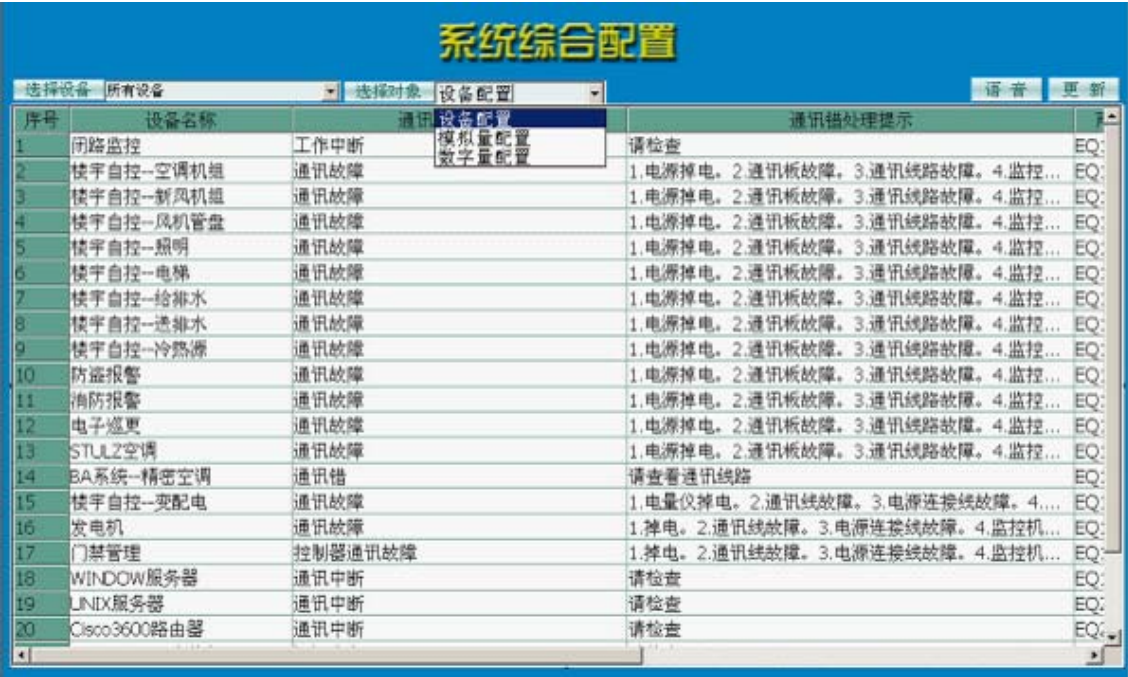 系统综合配置
选择设备 所有设备 选择对象 设备配置 语音 更新
序号 设备名称 通讯 设备配置 通讯错处理提示
模拟量配置
数字量配置
1 闭路监控 工作中断 请检查 EQ
2 楼宇自控--空调机组 通讯故障 1.电源掉电。2.通讯板故障。3.通讯线路故障。4.监控... EQ
3 楼宇自控--新风机组 通讯故障 1.电源掉电。2.通讯板故障。3.通讯线路故障。4.监控... EQ
4 楼宇自控--风机管盘 通讯故障 1.电源掉电。2.通讯板故障。3.通讯线路故障。4.监控... EQ
5 楼宇自控--照明 通讯故障 1.电源掉电。2.通讯板故障。3.通讯线路故障。4.监控... EQ
6 楼宇自控--电梯 通讯故障 1.电源掉电。2.通讯板故障。3.通讯线路故障。4.监控... EQ
7 楼宇自控--给排水 通讯故障 1.电源掉电。2.通讯板故障。3.通讯线路故障。4.监控... EQ
8 楼宇自控--送排水 通讯故障 1.电源掉电。2.通讯板故障。3.通讯线路故障。4.监控... EQ
9 楼宇自控--冷热源 通讯故障 1.电源掉电。2.通讯板故障。3.通讯线路故障。4.监控... EQ
10 防盗报警 通讯故障 1.电源掉电。2.通讯板故障。3.通讯线路故障。4.监控... EQ
11 消防报警 通讯故障 1.电源掉电。2.通讯板故障。3.通讯线路故障。4.监控... EQ
12 电子巡更 通讯故障 1.电源掉电。2.通讯板故障。3.通讯线路故障。4.监控... EQ
13 STULZ空调 通讯故障 1.电源掉电。2.通讯板故障。3.通讯线路故障。4.监控... EQ
14 BA系统--精密空调 通讯错 请查看通讯线路 EQ
15 楼宇自控--变配电 通讯故障 1.电量仪掉电。2.通讯线故障。3.电源连接线故障。4.... EQ
16 发电机 通讯故障 1.掉电。2.通讯线故障。3.电源连接线故障。4.监控机... EQ
17 门禁管理 控制器通讯故障 1.掉电。2.通讯线故障。3.电源连接线故障。4.监控机... EQ
18 WINDOW服务器 通讯中断 请检查 EQ
19 UNIX服务器 通讯中断 请检查 EQ
20 Cisco3600路由器 通讯中断 请检查 EQ